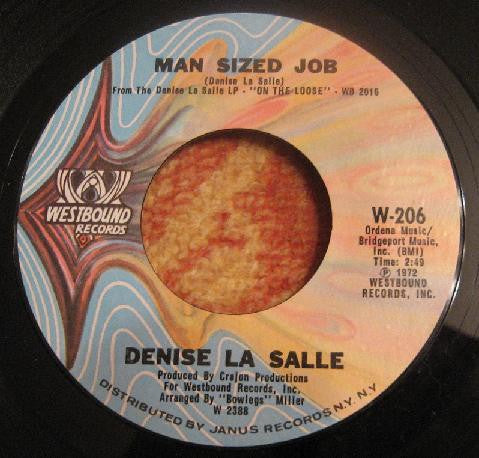 MAN SIZED JOB
(Denise La Salle)
From The Denise La Salle LP - "ON THE LOOSE" - WB 2016
WESTBOUND
RECORDS
W-206
Ordena Music/
Bridgeport Music,
Inc. (BMI)
Time: 2:49
Ⓟ 1972
WESTBOUND
RECORDS, INC.
DENISE LA SALLE
Produced By Crajon Productions
For Westbound Records, Inc.
Arranged By "Bowlegs" Miller
W 2388
DISTRIBUTED BY JANUS RECORDS N.Y. N.Y